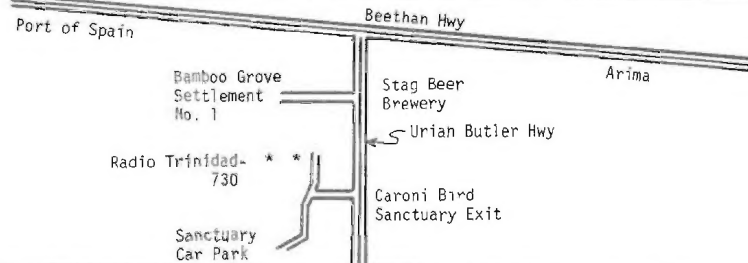 Beethan Hwy
Port of Spain
Arima
Bamboo Grove
Settlement
No. 1
Stag Beer
Brewery
Urian Butler Hwy
Radio Trinidad- * *
730
Caroni Bird
Sanctuary Exit
Sanctuary
Car Park